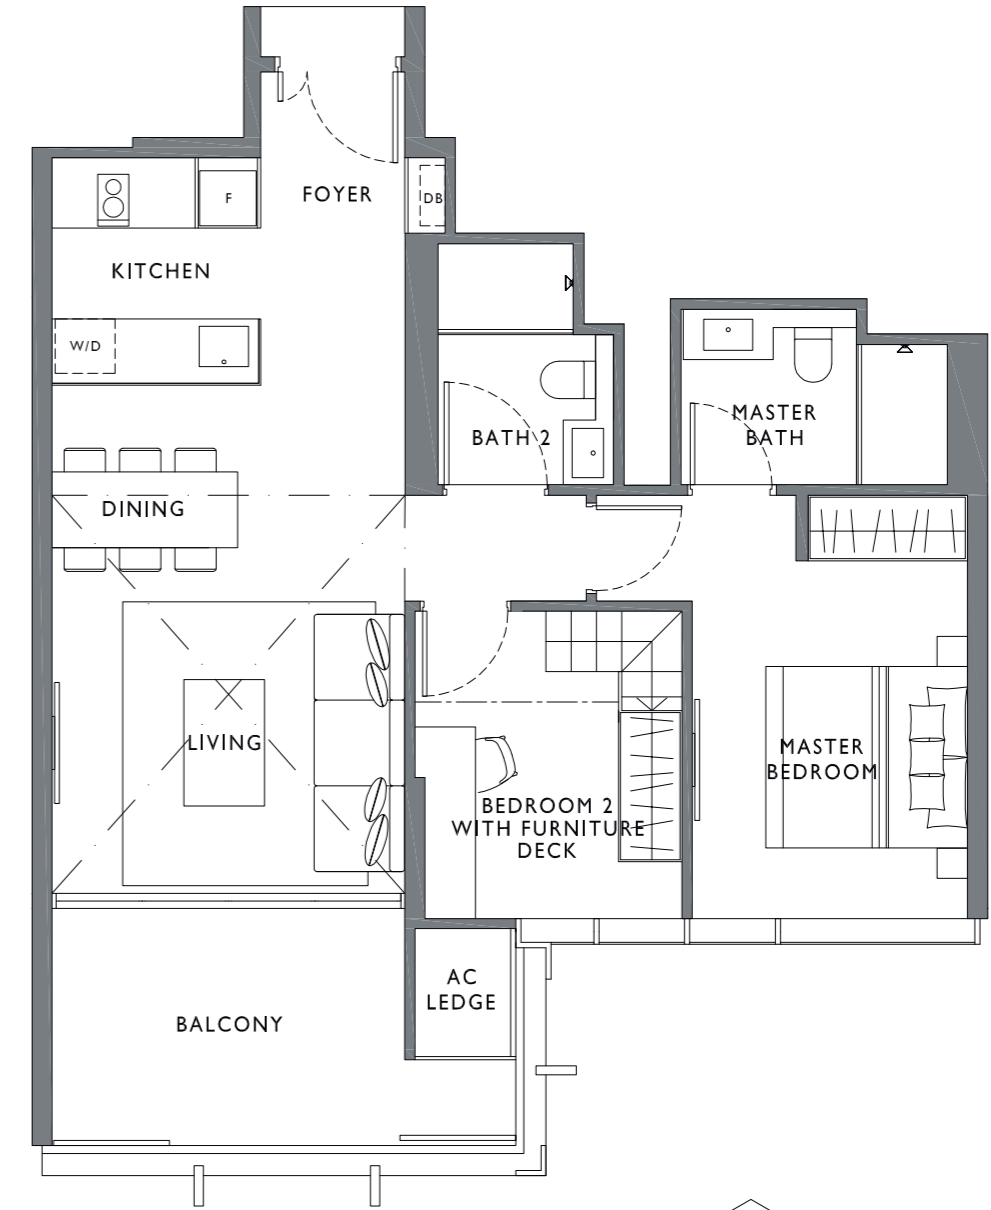 FOYER
F
DB
KITCHEN
W/D
BATH 2
MASTER
BATH
DINING
LIVING
MASTER
BEDROOM
BEDROOM 2
WITH FURNITURE
DECK
AC
LEDGE
BALCONY